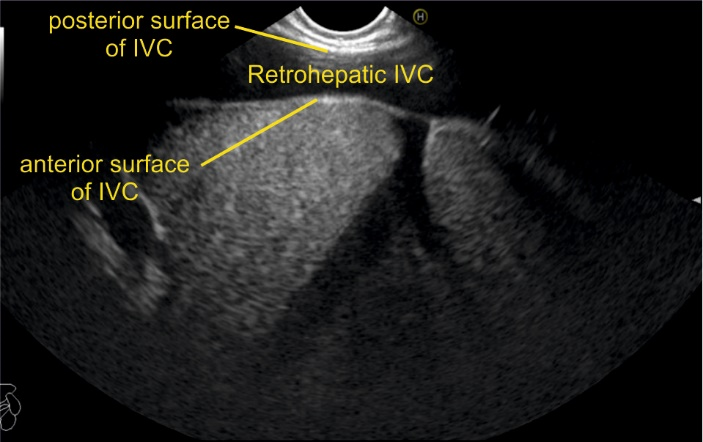 posterior surface
of IVC
H
Retrohepatic IVC
anterior surface
of IVC